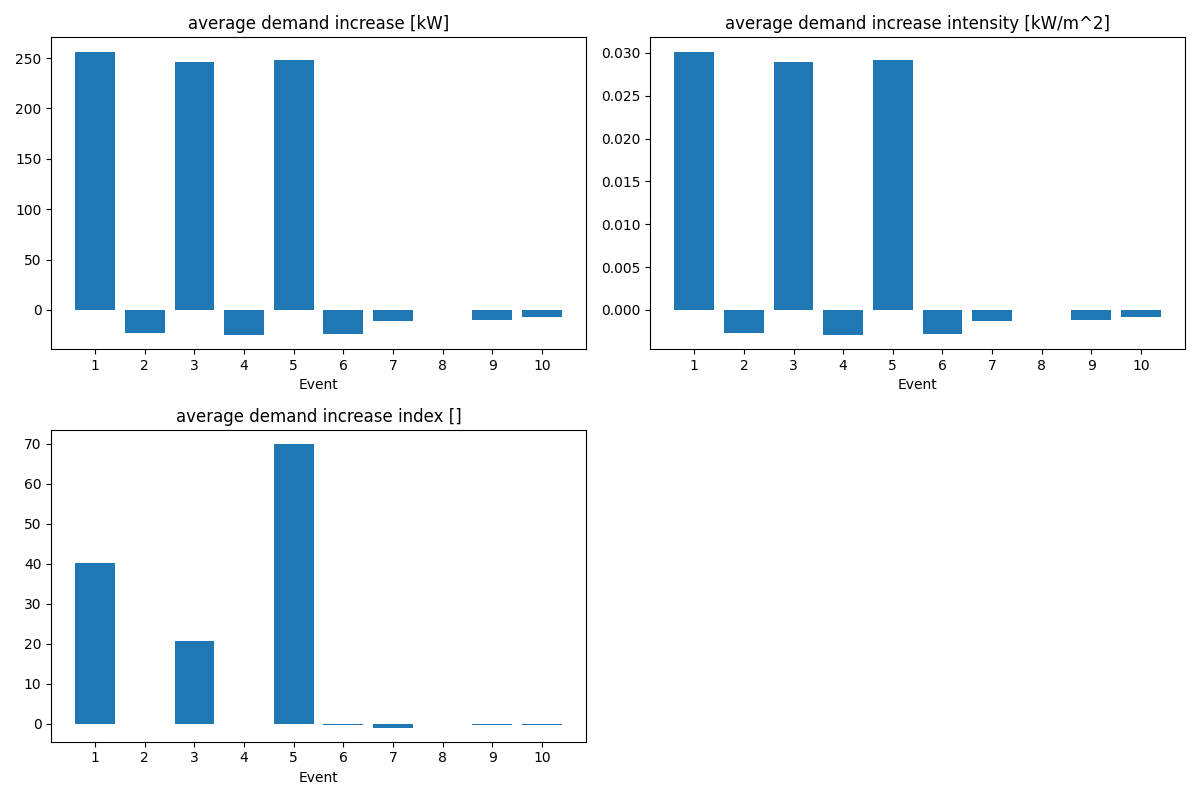 average demand increase [kW]
250
200
150
100
50
0
1 2 3 4 5 6 7 8 9 10
Event
average demand increase intensity [kW/m^2]
0.030
0.025
0.020
0.015
0.010
0.005
0.000
1 2 3 4 5 6 7 8 9 10
Event
average demand increase index []
70
60
50
40
30
20
10
0
1 2 3 4 5 6 7 8 9 10
Event